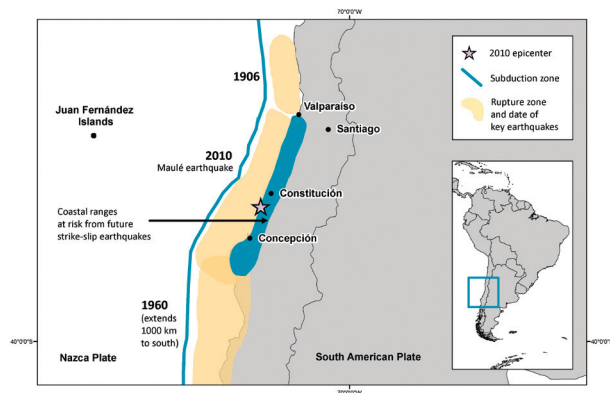 70°0'0"W
1906
Juan Fernández
Islands
Valparaiso
Santiago
2010
Maulé earthquake
Constitución
Coastal ranges
at risk from future
strike-slip earthquakes
Concepción
1960
(extends
1000 km
to south)
40°0'0"S
Nazca Plate
South American Plate
40°0'0"S
2010 epicenter
Subduction zone
Rupture zone
and date of
key earthquakes